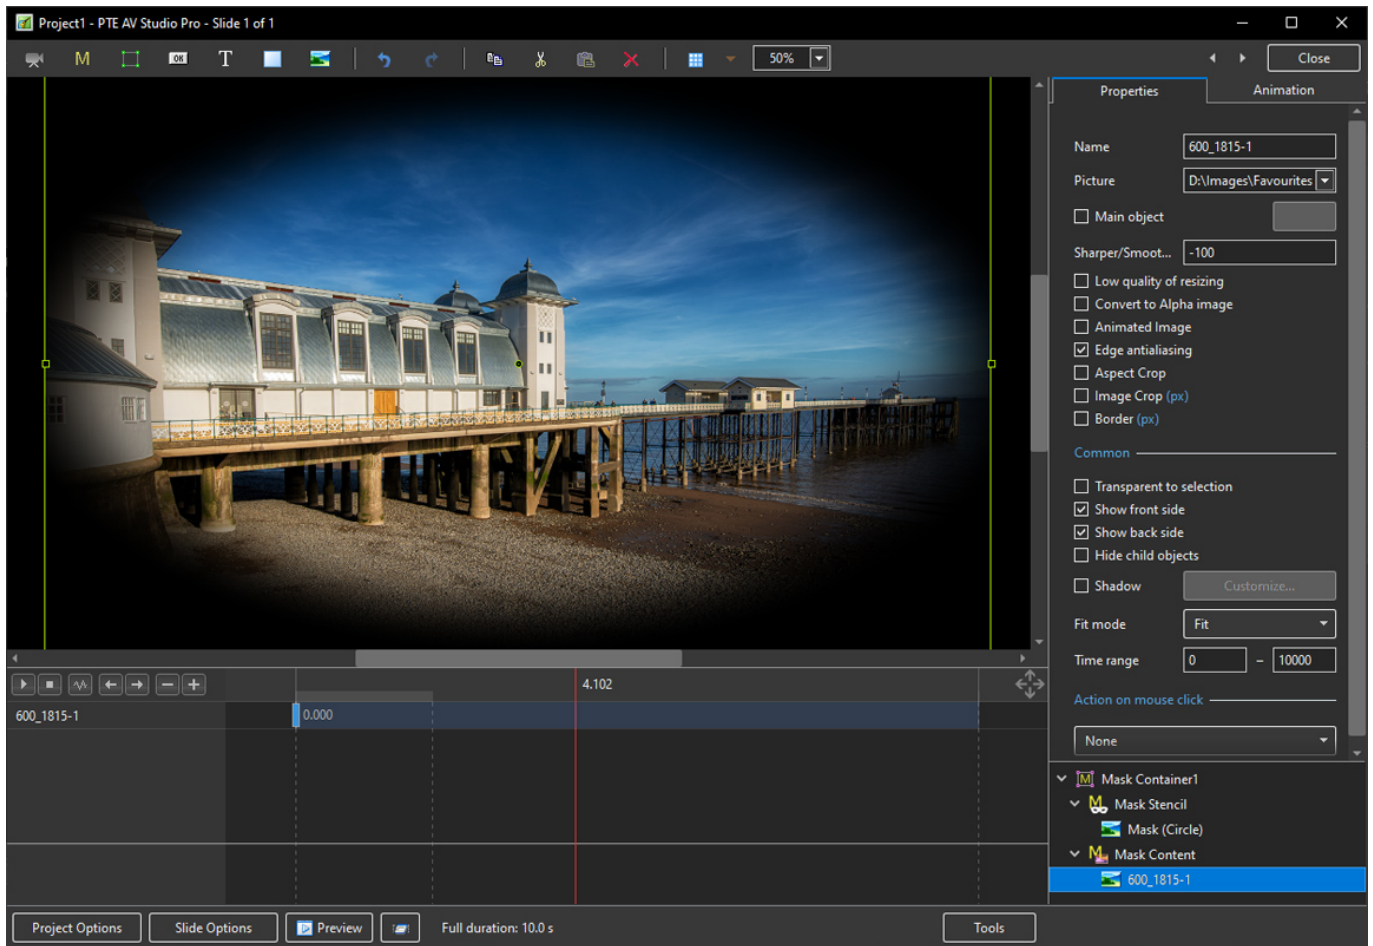 Project1 - PTE AV Studio Pro - Slide 1 of 1
M OK T 50% Close
Properties Animation
Name 600_1815-1
Picture D:\Images\Favourites
Main object
Sharper/Smoot... -100
Low quality of resizing
Convert to Alpha image
Animated Image
Edge antialiasing
Aspect Crop
Image Crop (px)
Border (px)
Common
Transparent to selection
Show front side
Show back side
Hide child objects
Shadow Customize...
Fit mode Fit
Time range 0 – 10000
Action on mouse click
None
4.102
600_1815-1 0.000
M Mask Container1
M Mask Stencil
Mask (Circle)
M Mask Content
600_1815-1
Project Options Slide Options Preview Full duration: 10.0 s Tools